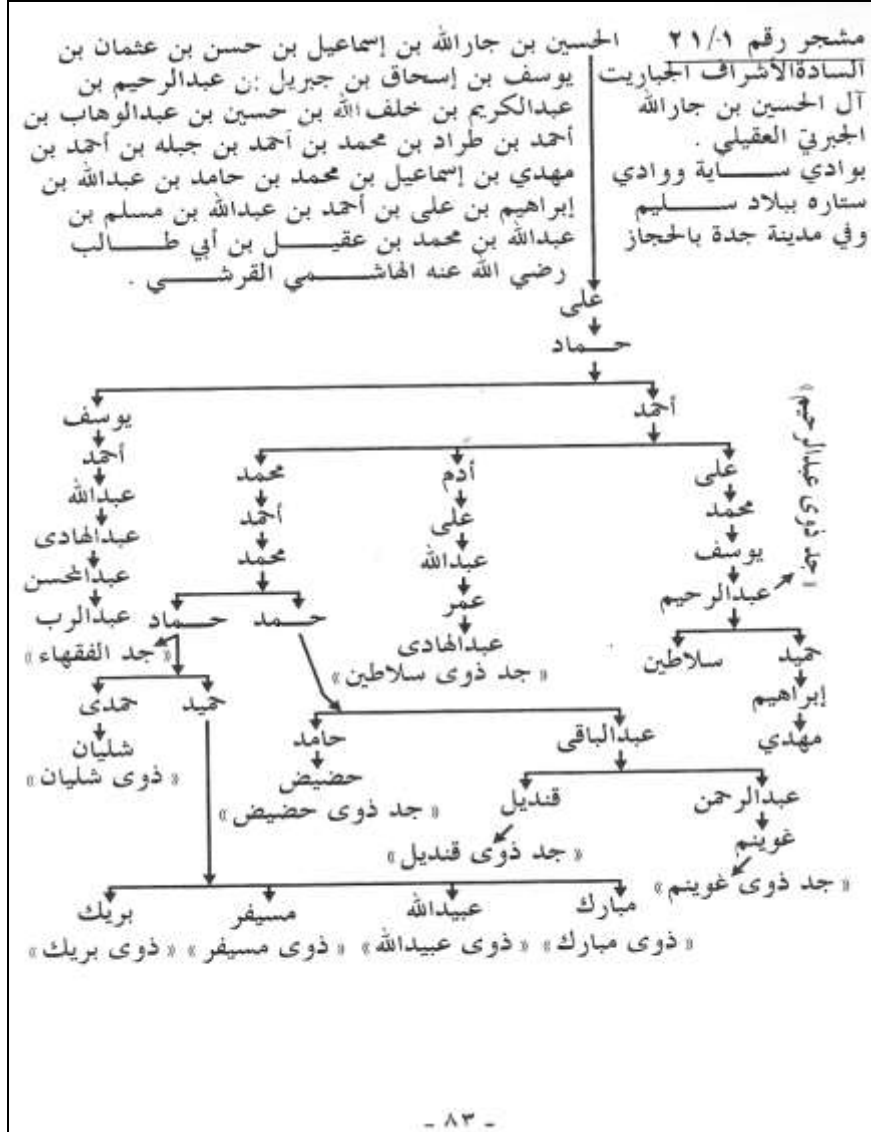 مشجر رقم ٢١/٠١
السادةالأشراف الجباريت
آل الحسين بن جارالله
الجبرتي العقيلي .
بوادي ساية ووادي
ستاره ببلاد سليم
وفي مدينة جدة بالحجاز
الحسين بن جارالله بن إسماعيل بن حسن بن عثمان بن
يوسف بن إسحاق بن جبريل بن عبدالرحيم بن
عبدالكريم بن خلف الله بن حسين بن عبدالوهاب بن
أحمد بن طراد بن محمد بن أحمد بن جبله بن أحمد بن
مهدي بن إسماعيل بن محمد بن حامد بن عبدالله بن
إبراهيم بن على بن أحمد بن عبدالله بن مسلم بن
عبدالله بن محمد بن عقيل بن أبي طالب
رضي الله عنه الهاشمي القرشي .
على
حماد
أحمد
يوسف
على
أدم
محمد
أحمد
محمد
على
أحمد
عبدالله
يوسف
عبدالله
محمد
عبدالهادى
عبدالرحيم
« جد ذوى عبدالرحيم »
عمر
عبدالمحسن
حميد
سلاطين
عبدالهادى
« جد ذوى سلاطين »
حمد
حماد
عبدالرب
« جد الفقهاء »
إبراهيم
مهدي
حميد
حمدى
شليان
« ذوى شليان »
عبدالباقى
حامد
حضيض
« جد ذوى حضيض »
عبدالرحمن
قنديل
« جد ذوى قنديل »
غوينم
« جد ذوى غوينم »
مبارك
عبيدالله
مسيفر
بريك
« ذوى مبارك » « ذوى عبيدالله » « ذوى مسيفر » « ذوى بريك »
- ٨٣ -